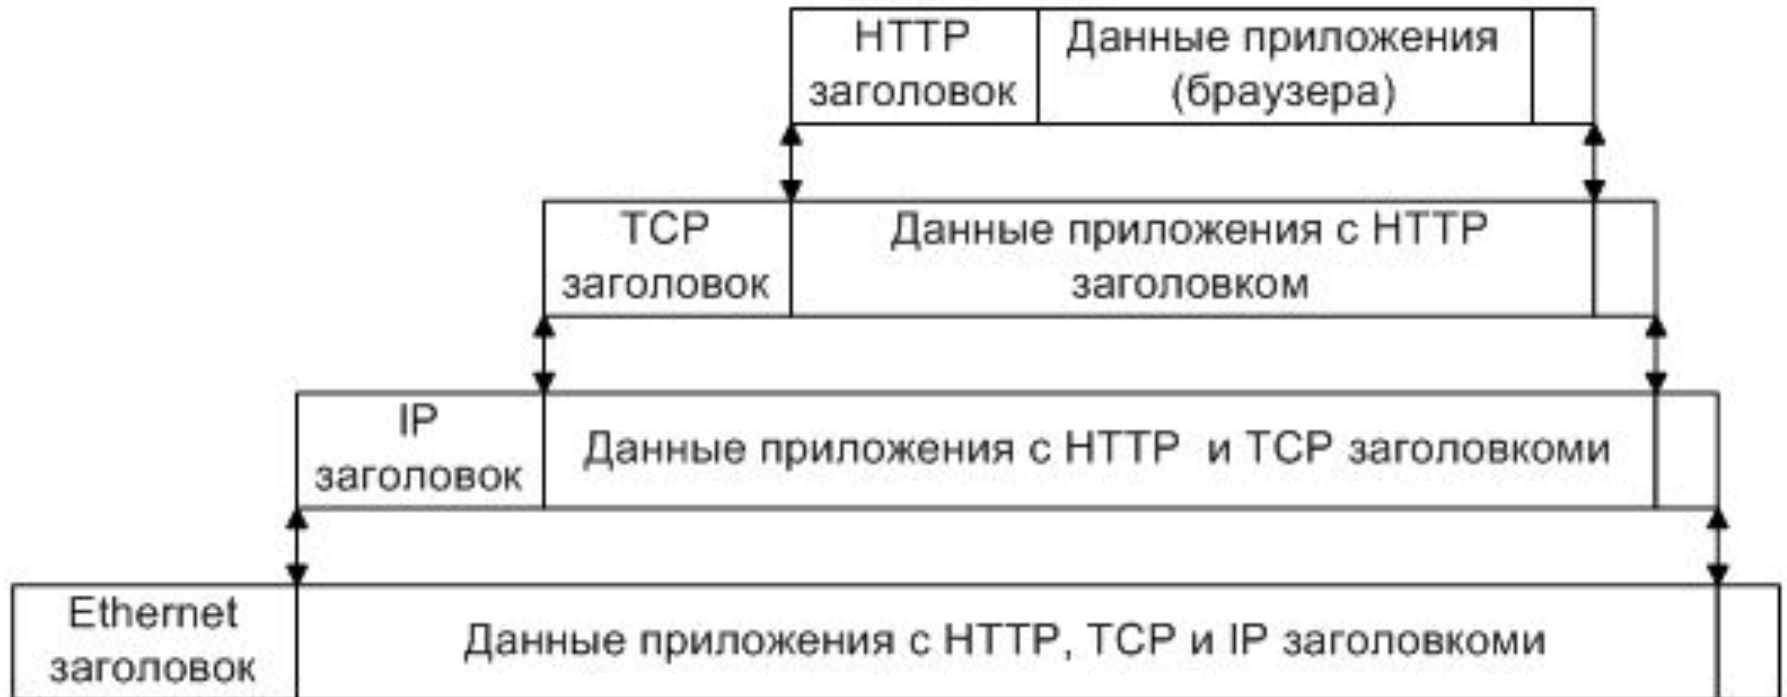 HTTP
заголовок
Данные приложения
(браузера)
TCP
заголовок
Данные приложения с HTTP
заголовком
IP
заголовок
Данные приложения с HTTP и TCP заголовкоми
Ethernet
заголовок
Данные приложения с HTTP, TCP и IP заголовкоми